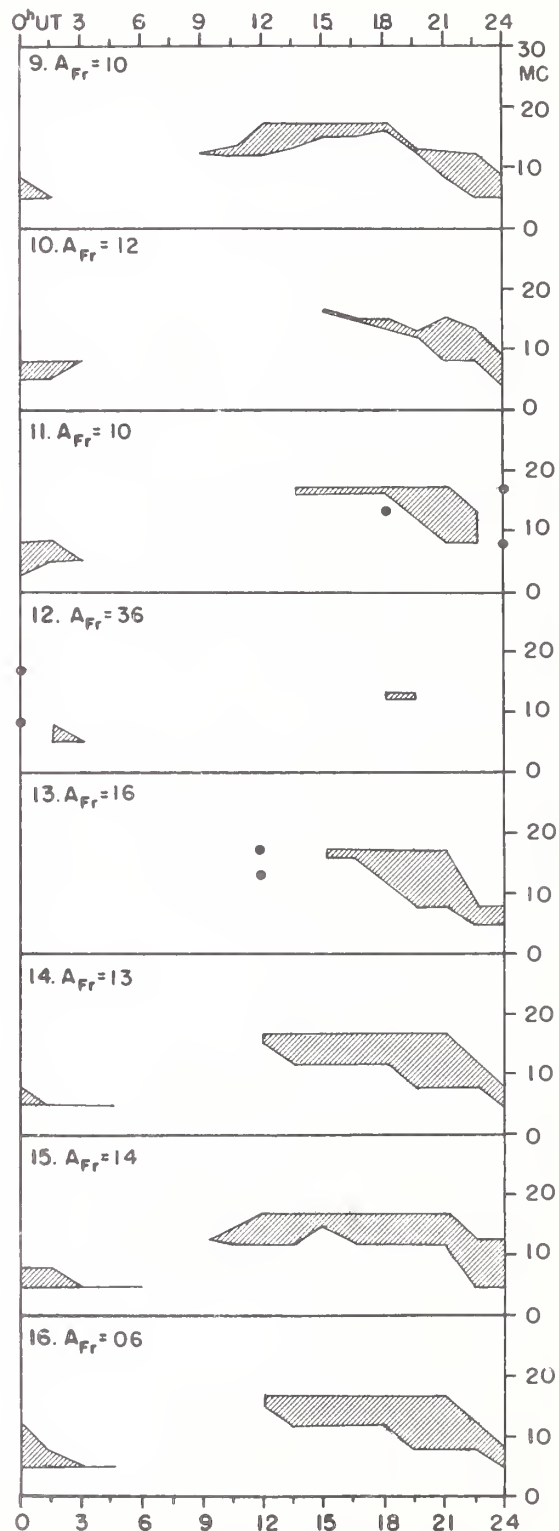 0ʰUT 3 6 9 12 15 18 21 24
30
MC
9. A_Fr = 10
20
10
0
10. A_Fr = 12
20
10
0
11. A_Fr = 10
20
10
0
12. A_Fr = 36
20
10
0
13. A_Fr = 16
20
10
0
14. A_Fr = 13
20
10
0
15. A_Fr = 14
20
10
0
16. A_Fr = 06
20
10
0
0 3 6 9 12 15 18 21 24